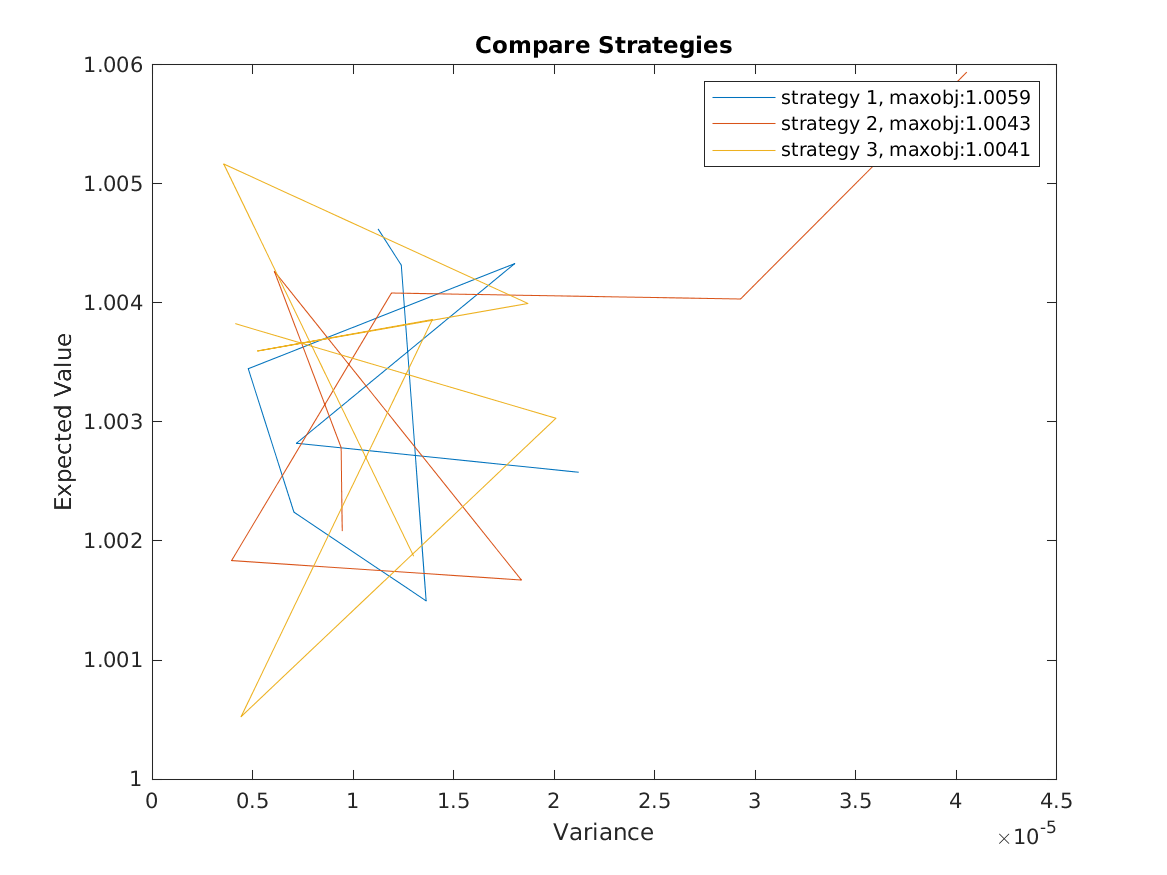 Compare Strategies
1.006
1.005
1.004
1.003
1.002
1.001
1
Expected Value
strategy 1, maxobj:1.0059
strategy 2, maxobj:1.0043
strategy 3, maxobj:1.0041
0 0.5 1 1.5 2 2.5 3 3.5 4 4.5
×10-5
Variance